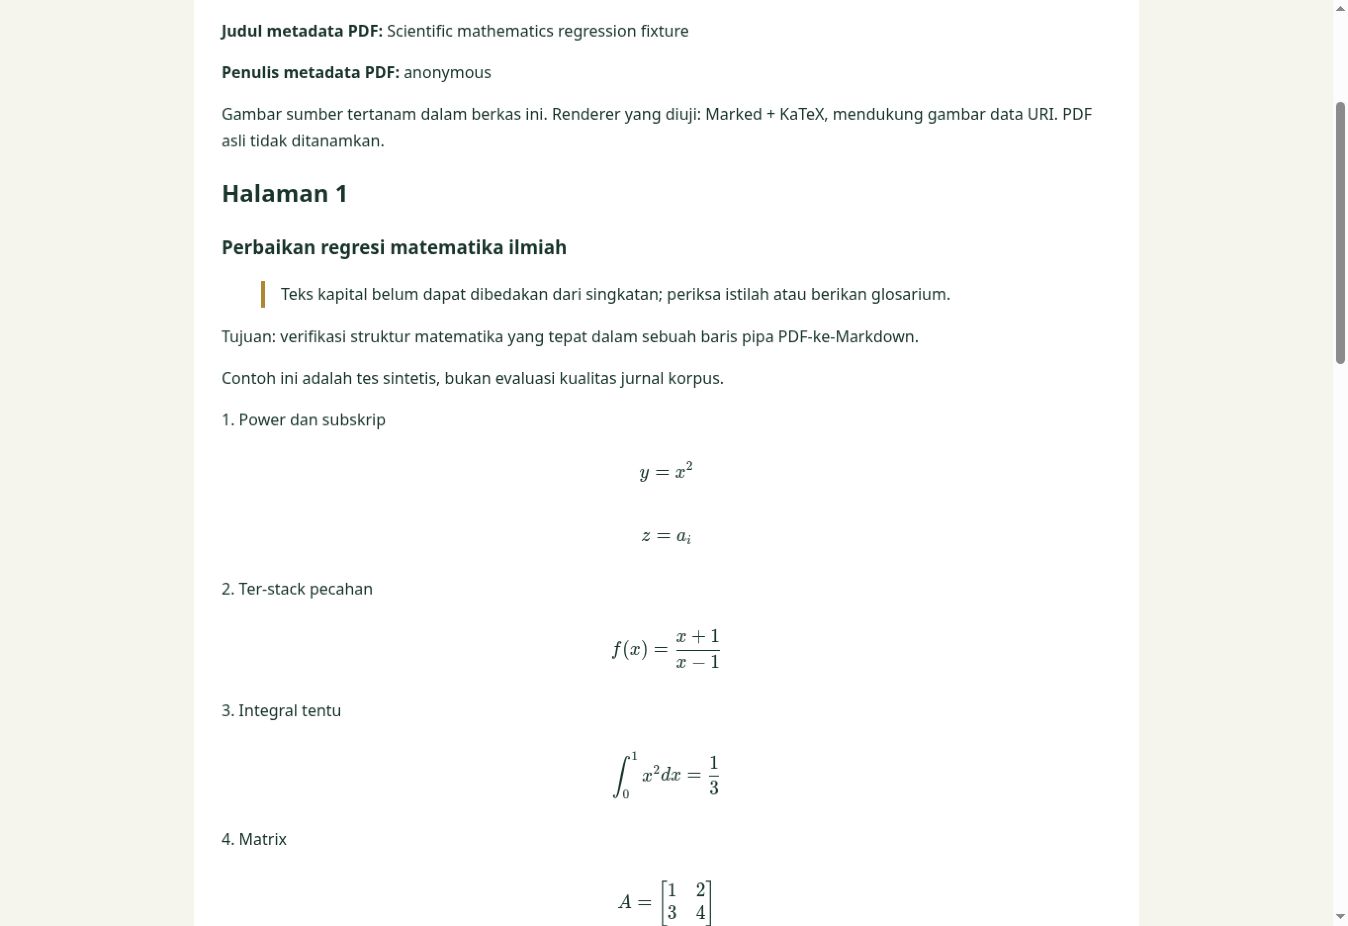 Judul metadata PDF: Scientific mathematics regression fixture
Penulis metadata PDF: anonymous
Gambar sumber tertanam dalam berkas ini. Renderer yang diuji: Marked + KaTeX, mendukung gambar data URI. PDF
asli tidak ditanamkan.
Halaman 1
Perbaikan regresi matematika ilmiah
Teks kapital belum dapat dibedakan dari singkatan; periksa istilah atau berikan glosarium.
Tujuan: verifikasi struktur matematika yang tepat dalam sebuah baris pipa PDF-ke-Markdown.
Contoh ini adalah tes sintetis, bukan evaluasi kualitas jurnal korpus.
1. Power dan subskrip
y = x²
z = aᵢ
2. Ter-stack pecahan
f(x) = (x + 1)/(x − 1)
3. Integral tentu
∫₀¹ x²dx = 1/3
4. Matrix
A = [1 2
3 4]